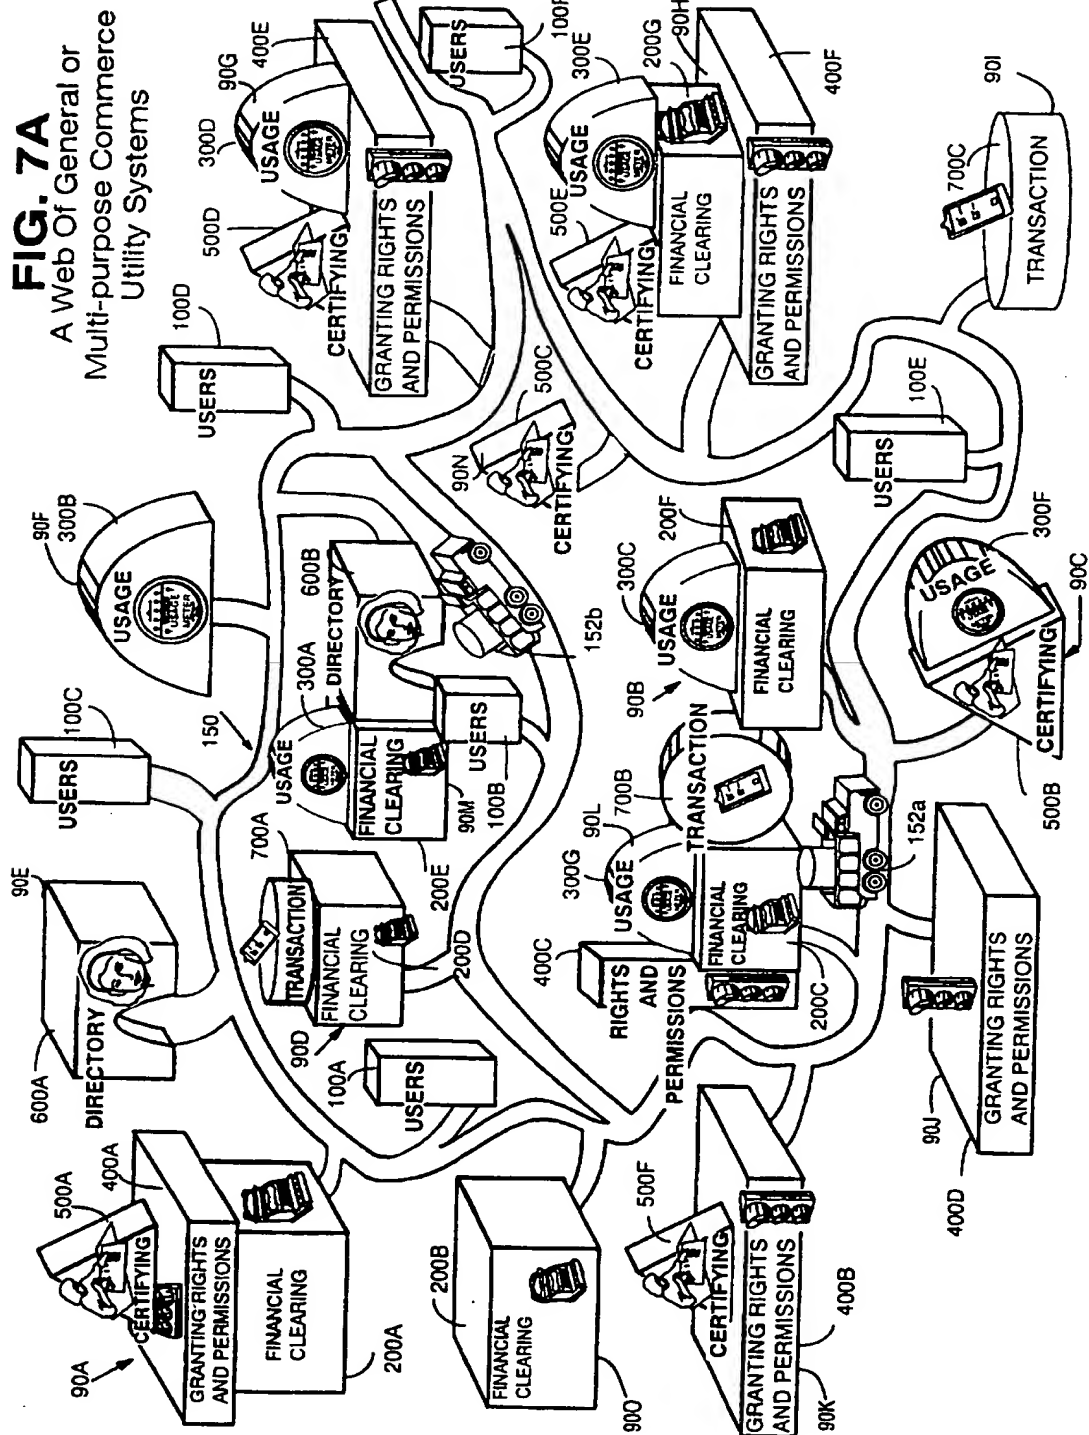 FIG. 7A
A Web Of General or
Multi-purpose Commerce
Utility Systems
90A
500A
400A
CERTIFYING
GRANTING RIGHTS
AND PERMISSIONS
FINANCIAL
CLEARING
200A
600A
90E
DIRECTORY
USERS
100C
150
90F
300B
USAGE
USERS
100D
500D
300D
90G
400E
USAGE
CERTIFYING
GRANTING RIGHTS
AND PERMISSIONS
USERS
100F
100A
USERS
90D
700A
TRANSACTION
FINANCIAL
CLEARING
200D
USAGE
300A
FINANCIAL
CLEARING
200E
90M
DIRECTORY
600B
USERS
100B
152b
90N
500C
CERTIFYING
500E
300E
200G
90H
USAGE
CERTIFYING
FINANCIAL
CLEARING
GRANTING RIGHTS
AND PERMISSIONS
400F
200B
FINANCIAL
CLEARING
90O
400C
RIGHTS
AND
PERMISSIONS
PERMISSIONS
300G
90L
USAGE
FINANCIAL
CLEARING
200C
700B
TRANSACTION
152a
90B
300C
USAGE
200F
FINANCIAL
CLEARING
USERS
100E
700C
90I
TRANSACTION
500F
CERTIFYING
GRANTING RIGHTS
AND PERMISSIONS
400B
90K
90J
400D
GRANTING RIGHTS
AND PERMISSIONS
USAGE
300F
CERTIFYING
500B
90C